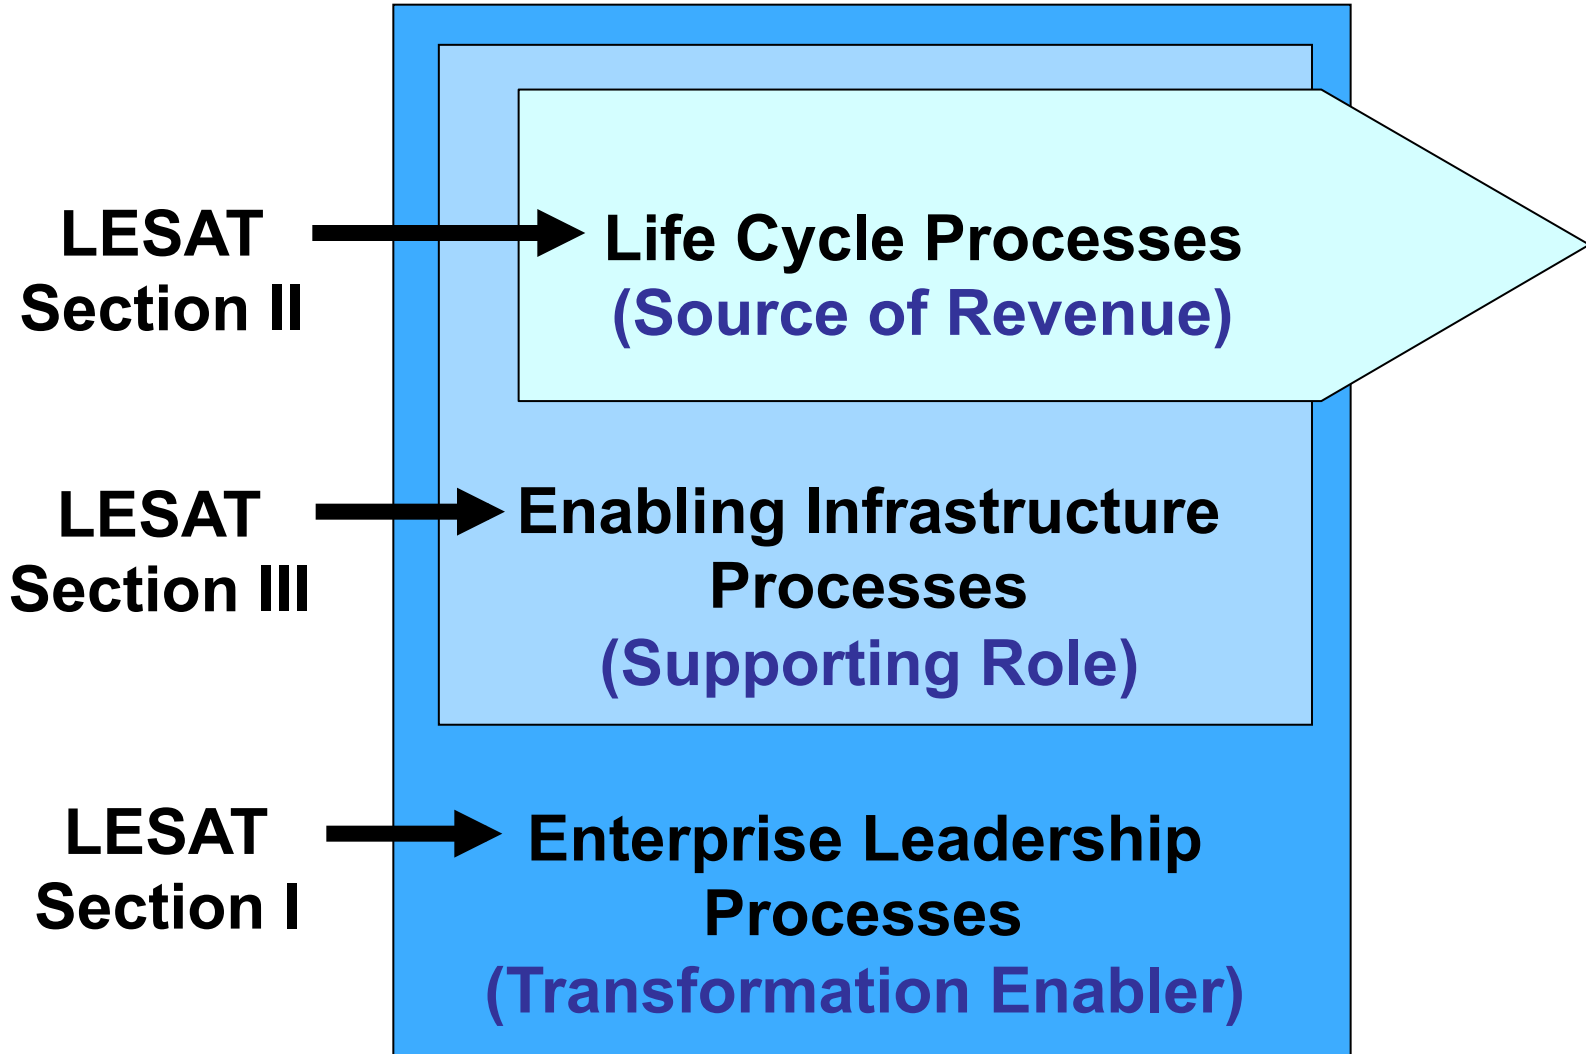 LESAT
Section II
Life Cycle Processes
(Source of Revenue)
LESAT
Section III
Enabling Infrastructure
Processes
(Supporting Role)
LESAT
Section I
Enterprise Leadership
Processes
(Transformation Enabler)